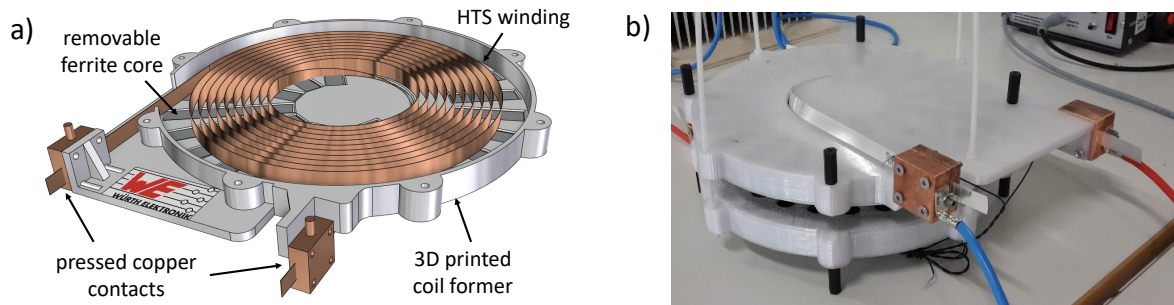 a)
removable
ferrite core
HTS winding
WE
WÜRTH ELEKTRONIK
pressed copper
contacts
3D printed
coil former
b)